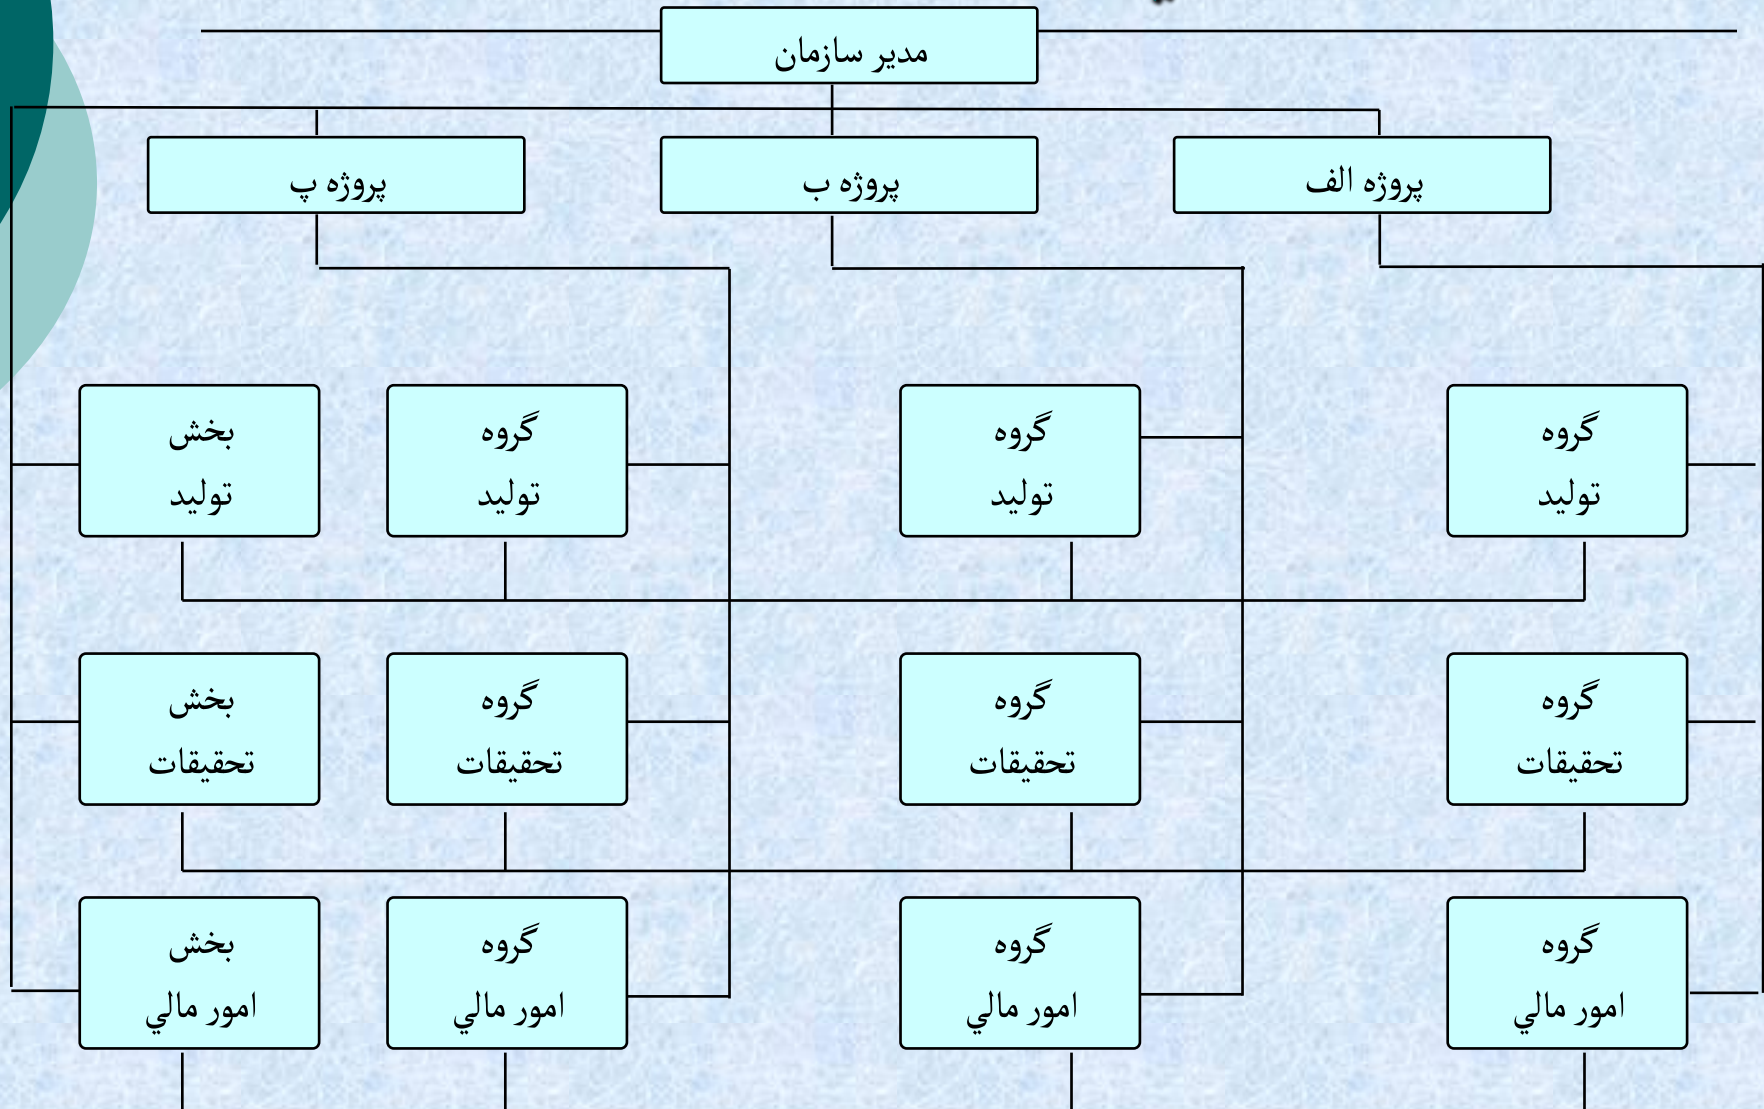 مدير سازمان
پروژه الف
پروژه ب
پروژه پ
گروه
توليد
گروه
توليد
گروه
توليد
بخش
توليد
گروه
تحقيقات
گروه
تحقيقات
گروه
تحقيقات
بخش
تحقيقات
گروه
امور مالي
گروه
امور مالي
گروه
امور مالي
بخش
امور مالي